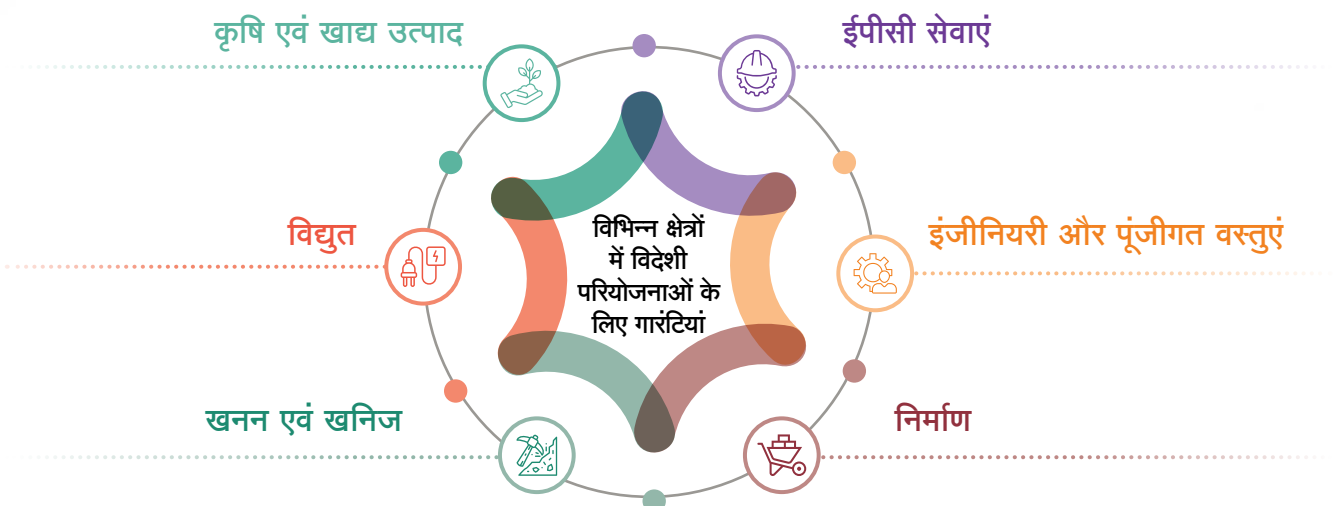 कृषि एवं खाद्य उत्पाद
ईपीसी सेवाएं
विद्युत
इंजीनियरी और पूंजीगत वस्तुएं
विभिन्न क्षेत्रों
में विदेशी
परियोजनाओं के
लिए गारंटियां
खनन एवं खनिज
निर्माण